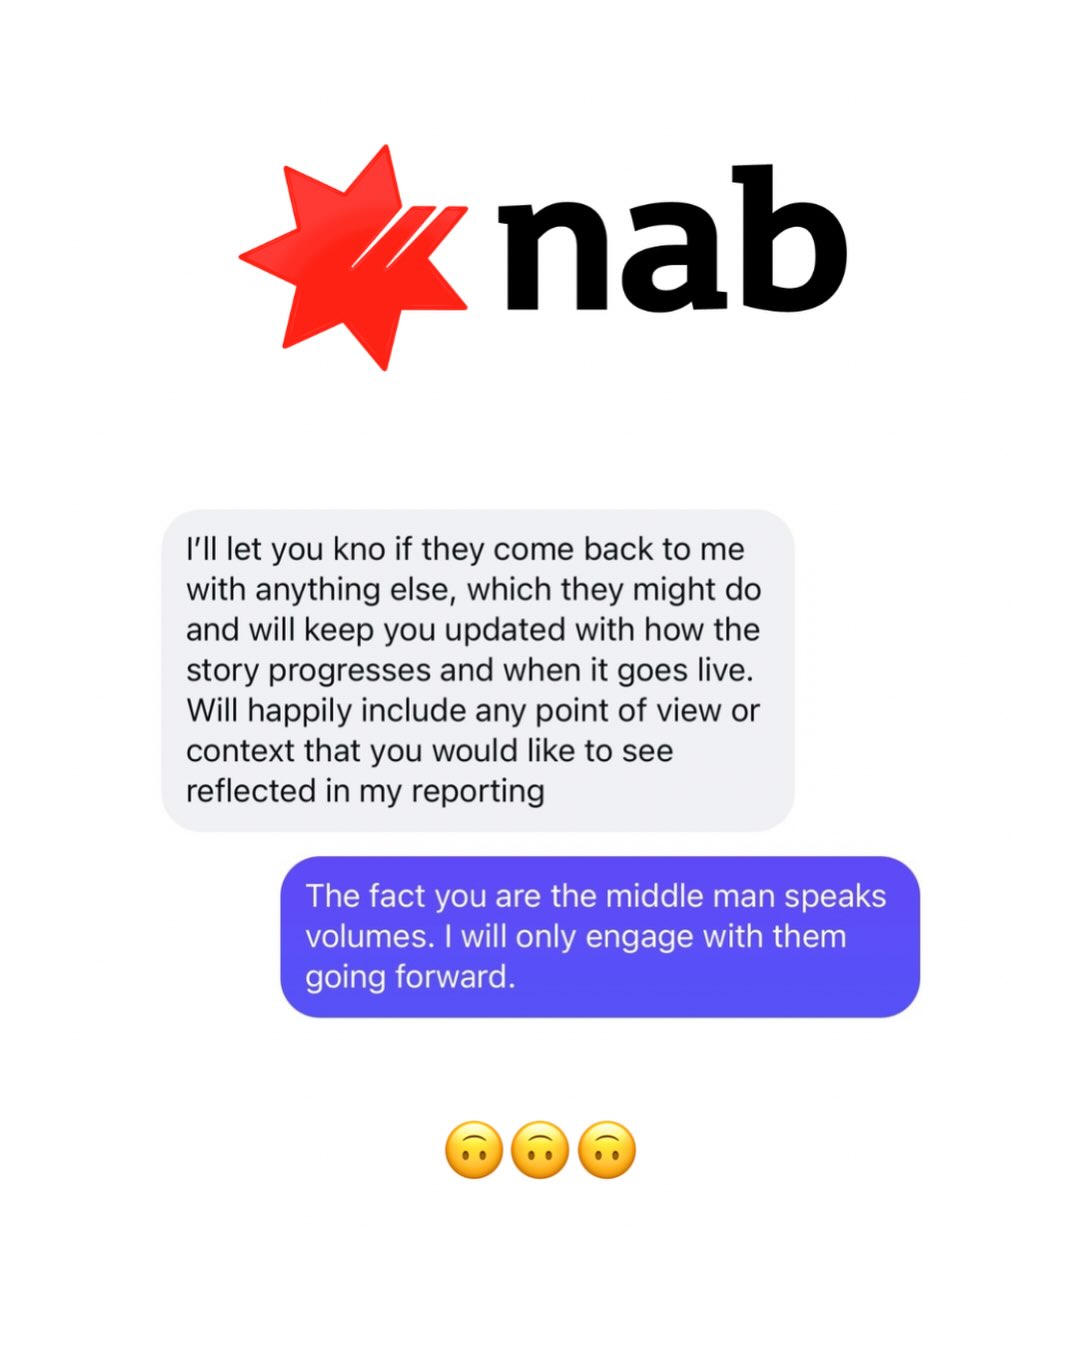 nab
I'll let you kno if they come back to me
with anything else, which they might do
and will keep you updated with how the
story progresses and when it goes live.
Will happily include any point of view or
context that you would like to see
reflected in my reporting
The fact you are the middle man speaks
volumes. I will only engage with them
going forward.
🙃🙃🙃